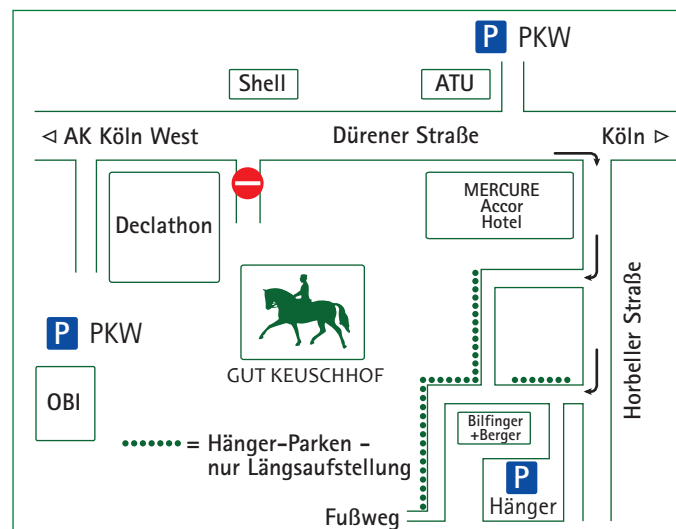 P PKW
Shell
ATU
◁ AK Köln West
Dürener Straße
Köln ▷
MERCURE
Accor
Hotel
Declathon
Horbeller Straße
P PKW
GUT KEUSCHHOF
OBI
Bilfinger
+Berger
= Hänger-Parken –
nur Längsaufstellung
P
Hänger
Fußweg